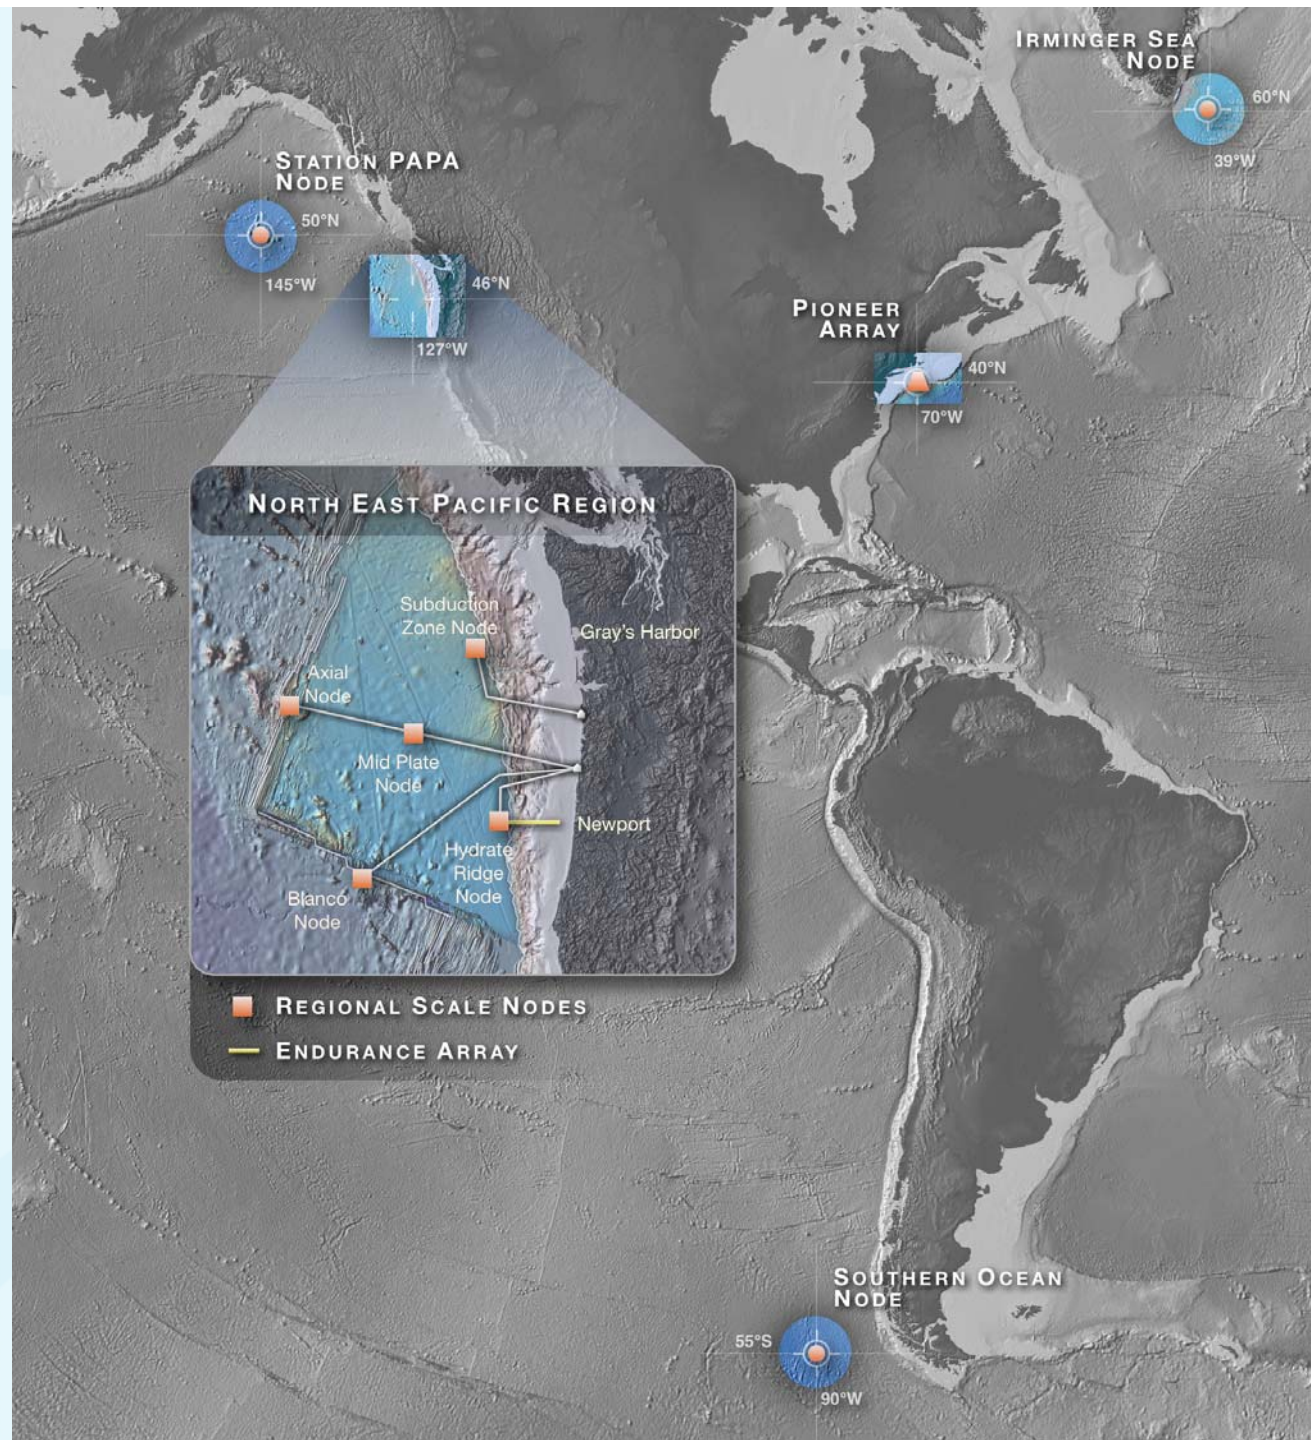 IRMINGER SEA
NODE
60°N
39°W
STATION PAPA
NODE
50°N
145°W
46°N
127°W
PIONEER
ARRAY
40°N
70°W
NORTH EAST PACIFIC REGION
Subduction
Zone Node
Gray's Harbor
Axial
Node
Mid Plate
Node
Newport
Hydrate
Ridge
Node
Blanco
Node
REGIONAL SCALE NODES
ENDURANCE ARRAY
SOUTHERN OCEAN
NODE
55°S
90°W